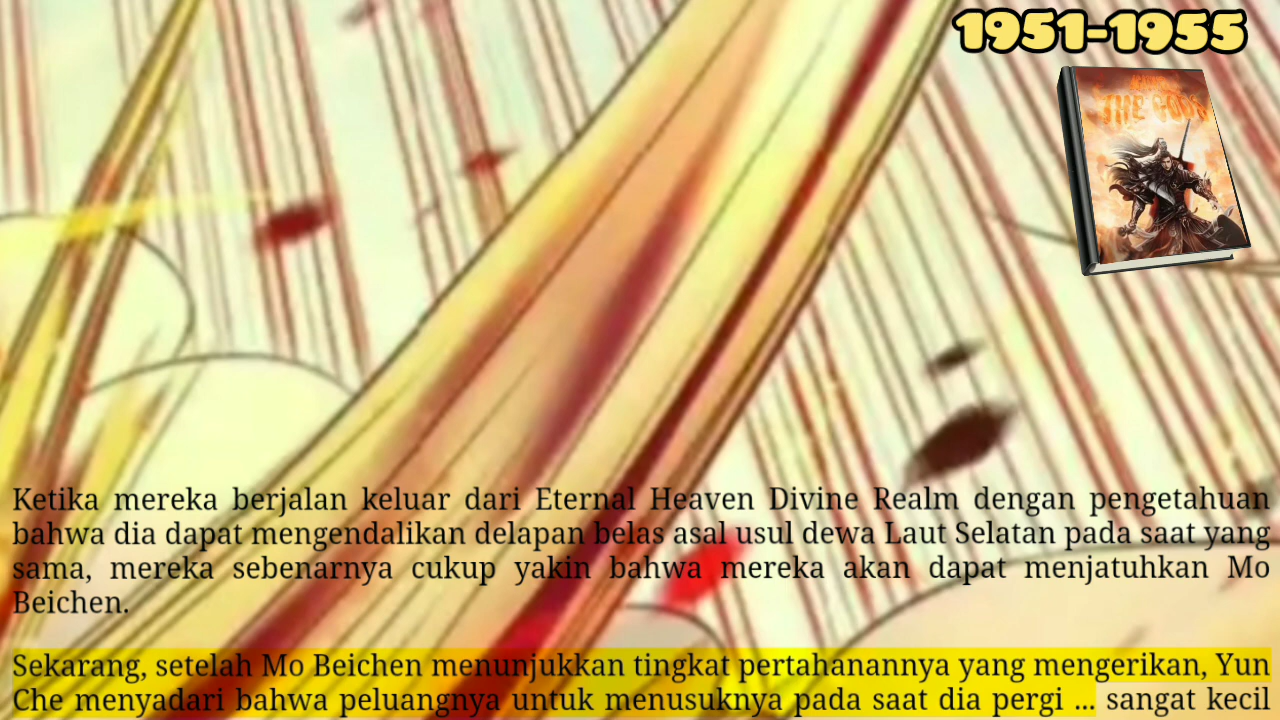 1951-1955
AGAINST
THE GODS
Ketika mereka berjalan keluar dari Eternal Heaven Divine Realm dengan pengetahuan
bahwa dia dapat mengendalikan delapan belas asal usul dewa Laut Selatan pada saat yang
sama, mereka sebenarnya cukup yakin bahwa mereka akan dapat menjatuhkan Mo
Beichen.
Sekarang, setelah Mo Beichen menunjukkan tingkat pertahanannya yang mengerikan, Yun
Che menyadari bahwa peluangnya untuk menusuknya pada saat dia pergi ... sangat kecil